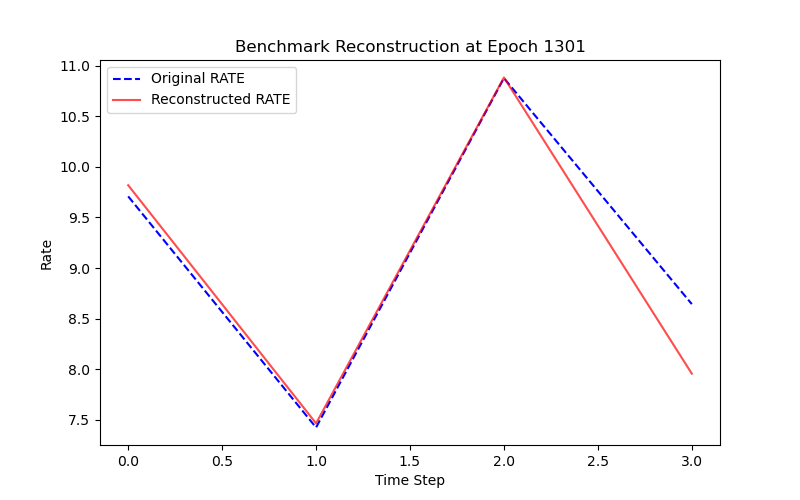 Benchmark Reconstruction at Epoch 1301
Original RATE
Reconstructed RATE
11.0
10.5
10.0
9.5
9.0
8.5
8.0
7.5
Rate
0.0 0.5 1.0 1.5 2.0 2.5 3.0
Time Step